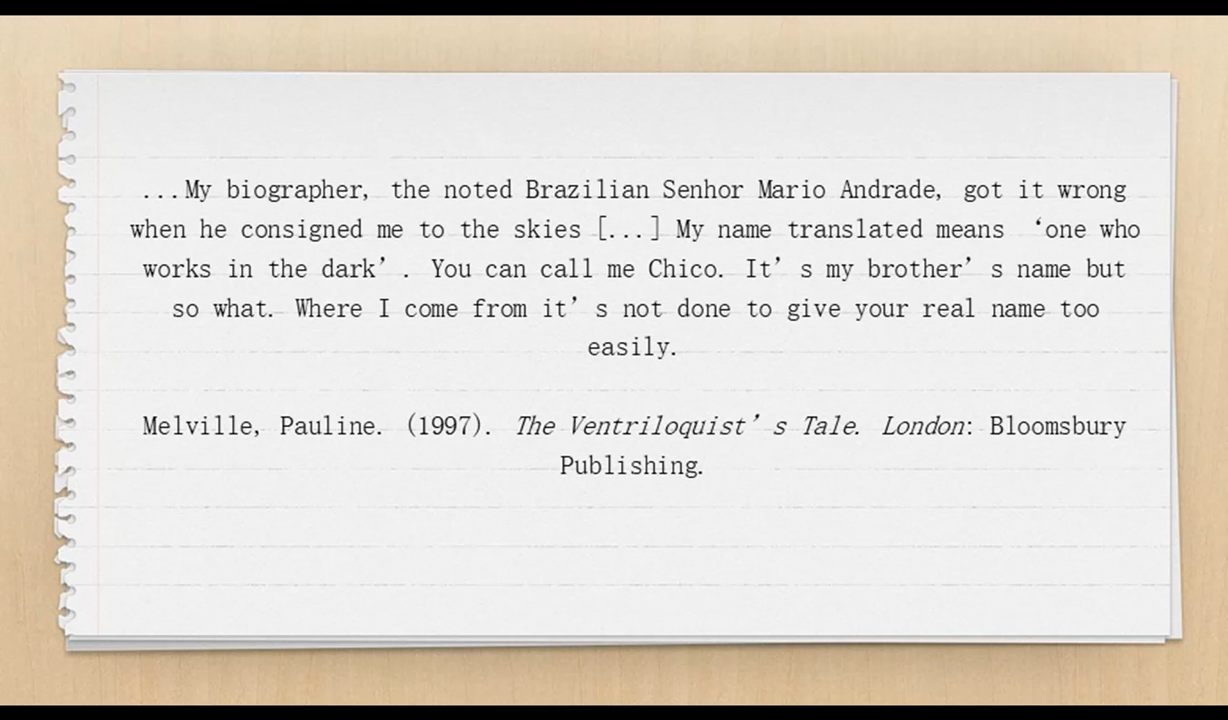 ...My biographer, the noted Brazilian Senhor Mario Andrade, got it wrong
when he consigned me to the skies [...] My name translated means ‘one who
works in the dark’. You can call me Chico. It’s my brother’s name but
so what. Where I come from it’s not done to give your real name too
easily.
Melville, Pauline. (1997). The Ventriloquist’s Tale. London: Bloomsbury
Publishing.